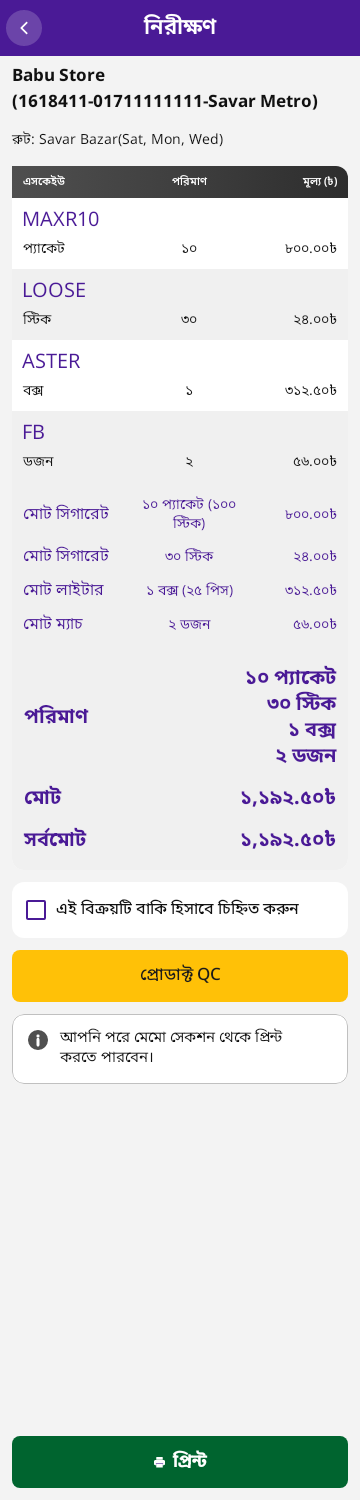 নিরীক্ষণ
Babu Store
(1618411-01711111111-Savar Metro)
রুট: Savar Bazar(Sat, Mon, Wed)
এসকেইউ পরিমাণ মূল্য (৳)
MAXR10
প্যাকেট ১০ ৮০০.০০৳
LOOSE
স্টিক ৩০ ২৪.০০৳
ASTER
বক্স ১ ৩১২.৫০৳
FB
ডজন ২ ৫৬.০০৳
মোট সিগারেট ১০ প্যাকেট (১০০ স্টিক) ৮০০.০০৳
মোট সিগারেট ৩০ স্টিক ২৪.০০৳
মোট লাইটার ১ বক্স (২৫ পিস) ৩১২.৫০৳
মোট ম্যাচ ২ ডজন ৫৬.০০৳
পরিমাণ
১০ প্যাকেট
৩০ স্টিক
১ বক্স
২ ডজন
মোট ১,১৯২.৫০৳
সর্বমোট ১,১৯২.৫০৳
এই বিক্রয়টি বাকি হিসাবে চিহ্নিত করুন
প্রোডাক্ট QC
আপনি পরে মেমো সেকশন থেকে প্রিন্ট
করতে পারবেন।
প্রিন্ট